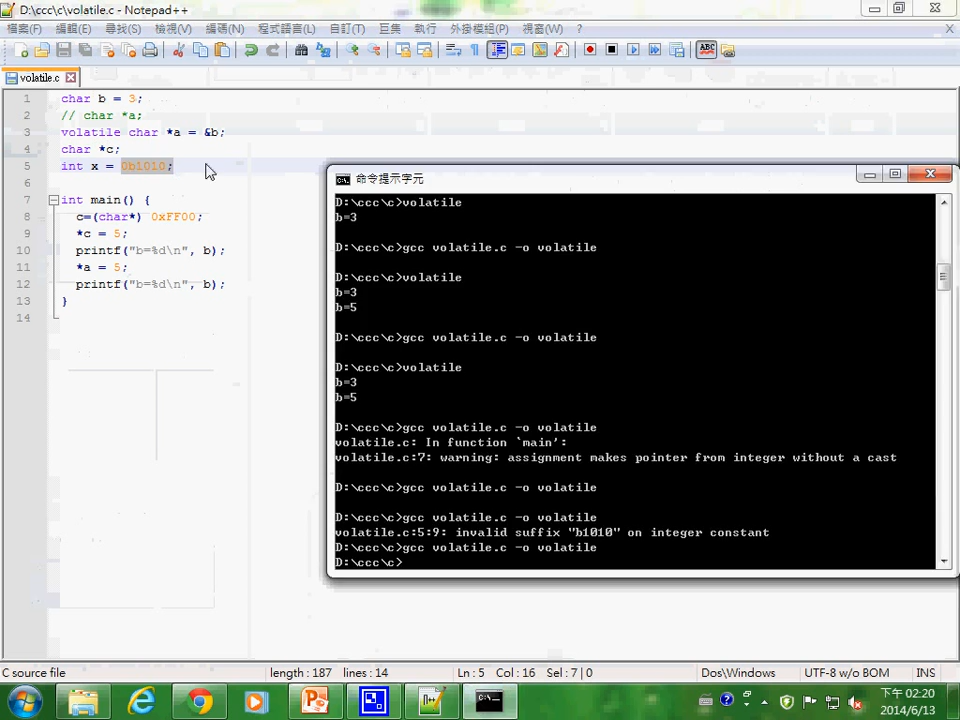 D:\ccc\c\volatile.c - Notepad++
檔案(F) 編輯(E) 尋找(S) 檢視(V) 編碼(N) 程式語言(L) 自訂(T) 巨集 執行 外掛模組(P) 視窗(W) ? X
ABC
volatile.c
1 char b = 3;
2 // char *a;
3 volatile char *a = &b;
4 char *c;
5 int x = 0b1010;
6
7 int main() {
8 c=(char*) 0xFF00;
9 *c = 5;
10 printf("b=%d\n", b);
11 *a = 5;
12 printf("b=%d\n", b);
13 }
14
命令提示字元
D:\ccc\c>volatile
b=3
D:\ccc\c>gcc volatile.c -o volatile
D:\ccc\c>volatile
b=3
b=5
D:\ccc\c>gcc volatile.c -o volatile
D:\ccc\c>volatile
b=3
b=5
D:\ccc\c>gcc volatile.c -o volatile
volatile.c: In function `main':
volatile.c:7: warning: assignment makes pointer from integer without a cast
D:\ccc\c>gcc volatile.c -o volatile
D:\ccc\c>gcc volatile.c -o volatile
volatile.c:5:9: invalid suffix "b1010" on integer constant
D:\ccc\c>gcc volatile.c -o volatile
D:\ccc\c>
C source file length : 187 lines : 14 Ln : 5 Col : 16 Sel : 7 | 0 Dos\Windows UTF-8 w/o BOM INS
下午 02:20
2014/6/13